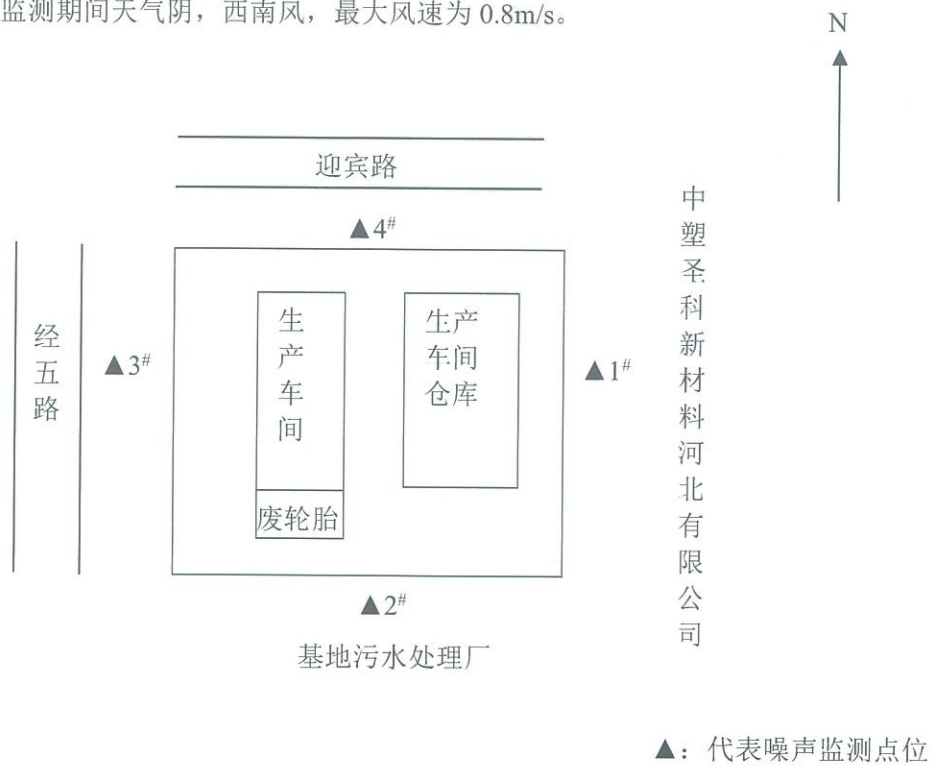 监测期间天气阴，西南风，最大风速为 0.8m/s。
N
迎宾路
▲4#
经五路
▲3#
生产车间
生产
车间
仓库
▲1#
中塑圣科新材料河北有限公司
废轮胎
▲2#
基地污水处理厂
▲：代表噪声监测点位